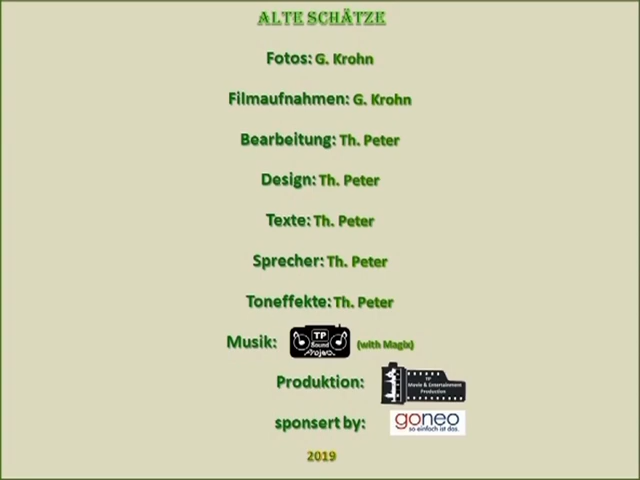 ALTE SCHÄTZE
Fotos: G. Krohn
Filmaufnahmen: G. Krohn
Bearbeitung: Th. Peter
Design: Th. Peter
Texte: Th. Peter
Sprecher: Th. Peter
Toneffekte: Th. Peter
Musik: TP Sound Project (with Magix)
Produktion: TP Movie & Entertainment Production
sponsert by: goneo so einfach ist das.
2019